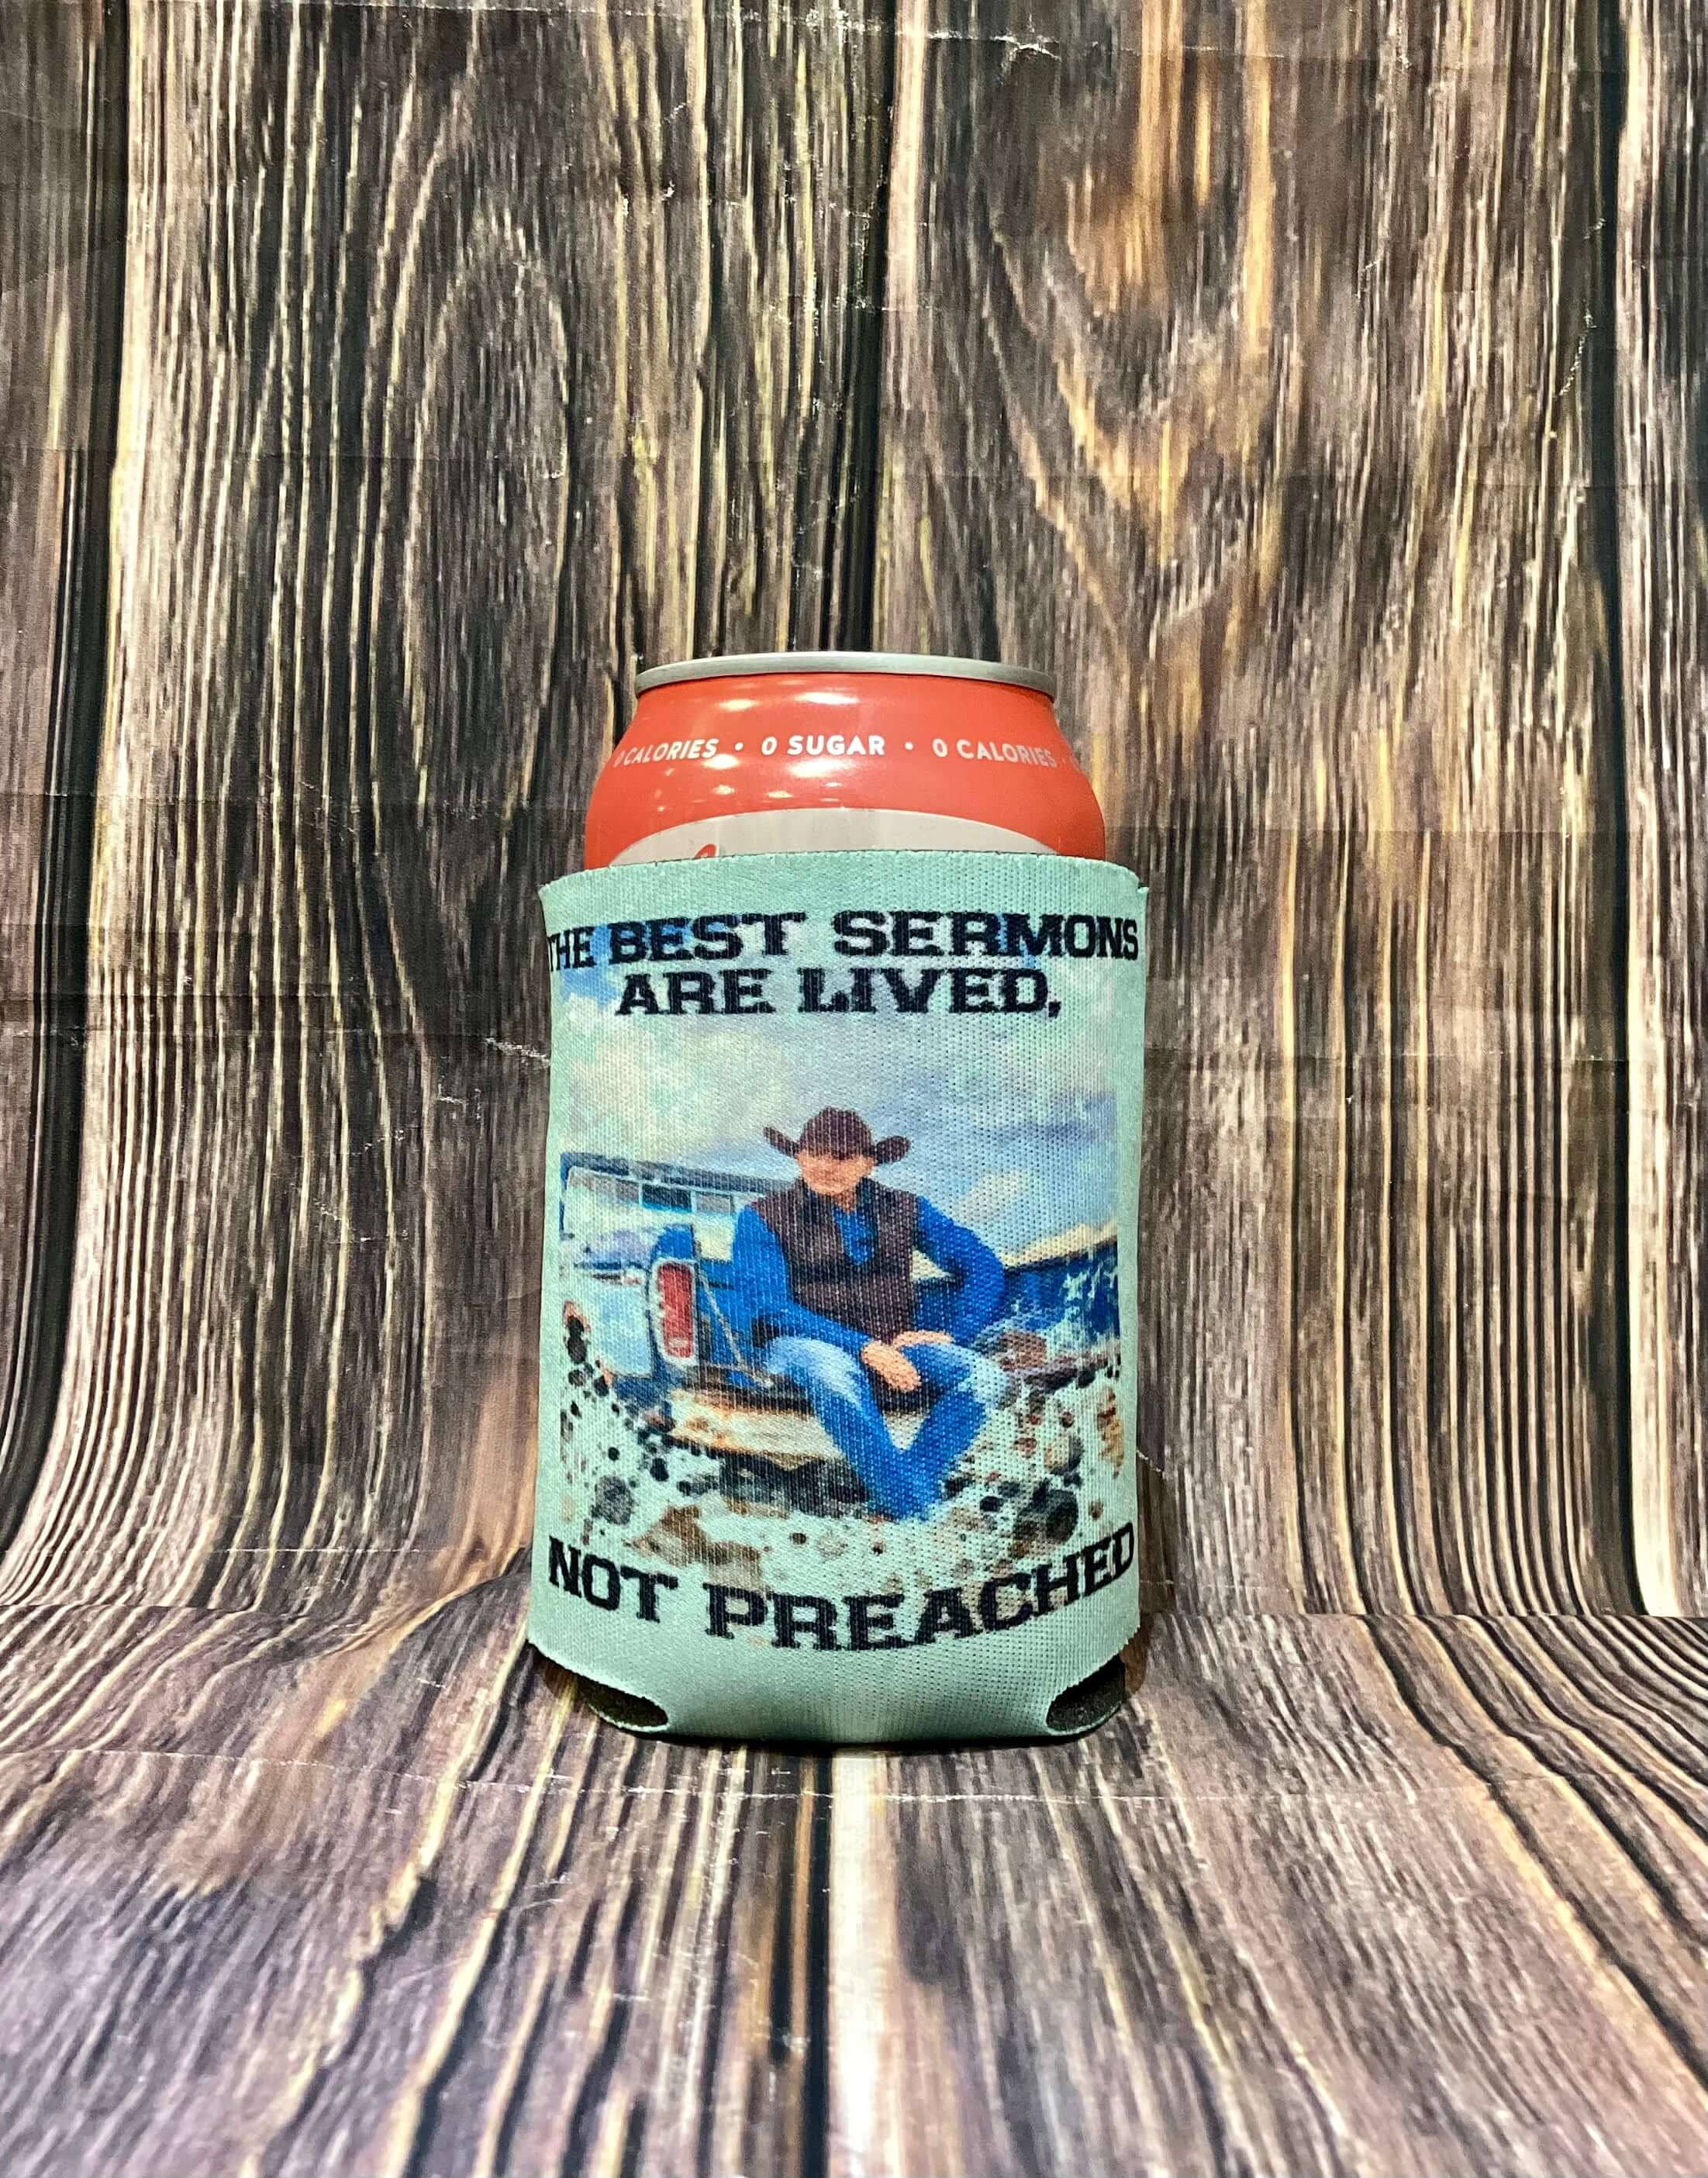 0 CALORIES • 0 SUGAR • 0 CALORIES •
THE BEST SERMONS
ARE LIVED,
NOT PREACHED